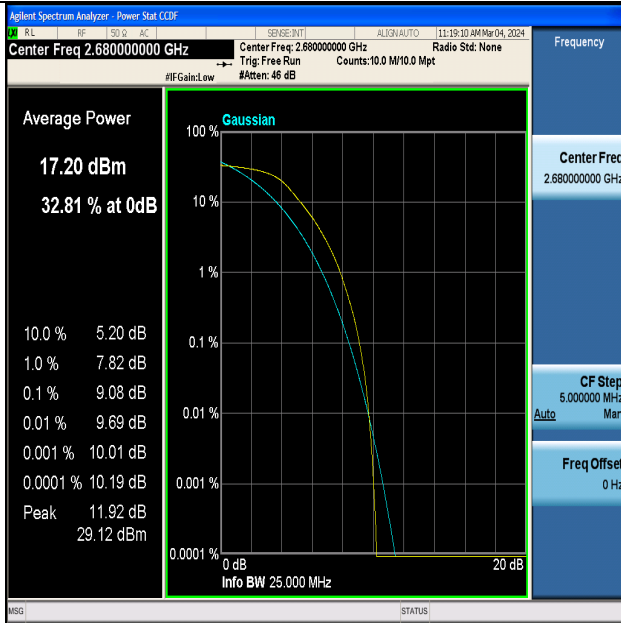 Agilent Spectrum Analyzer - Power Stat CCDF
LXI RL RF 50 Ω AC SENSE:INT ALIGN AUTO 11:19:10 AM Mar 04, 2024
Center Freq 2.680000000 GHz
Center Freq: 2.680000000 GHz Radio Std: None
Trig: Free Run Counts:10.0 M/10.0 Mpt
#IFGain:Low #Atten: 46 dB
Frequency
Average Power
17.20 dBm
32.81 % at 0dB
10.0 % 5.20 dB
1.0 % 7.82 dB
0.1 % 9.08 dB
0.01 % 9.69 dB
0.001 % 10.01 dB
0.0001 % 10.19 dB
Peak 11.92 dB
29.12 dBm
Gaussian
100 %
10 %
1 %
0.1 %
0.01 %
0.001 %
0.0001 %
0 dB 20 dB
Info BW 25.000 MHz
Center Freq
2.680000000 GHz
CF Step
5.000000 MHz
Auto Man
Freq Offset
0 Hz
MSG STATUS